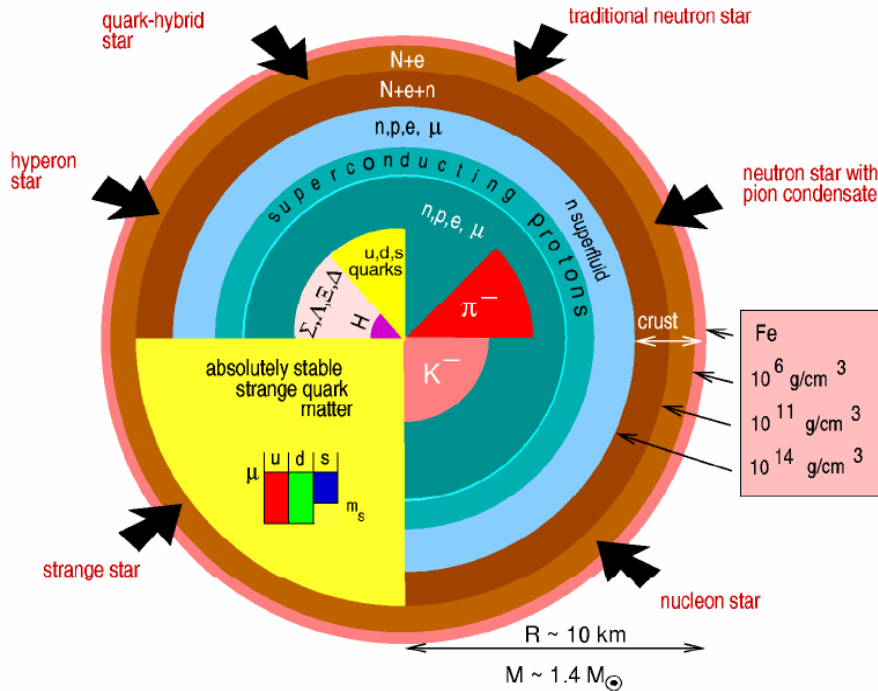 quark-hybrid
star
traditional neutron star
N+e
N+e+n
n,p,e, μ
superconducting protons
hyperon
star
neutron star with
pion condensate
n superfluid
n,p,e, μ
u,d,s
quarks
Σ,Λ,Ξ,Δ
H
π⁻
K⁻
crust
Fe
10⁶ g/cm³
10¹¹ g/cm³
10¹⁴ g/cm³
absolutely stable
strange quark
matter
u d s
μ
mₛ
strange star
nucleon star
R ~ 10 km
M ~ 1.4 M☉